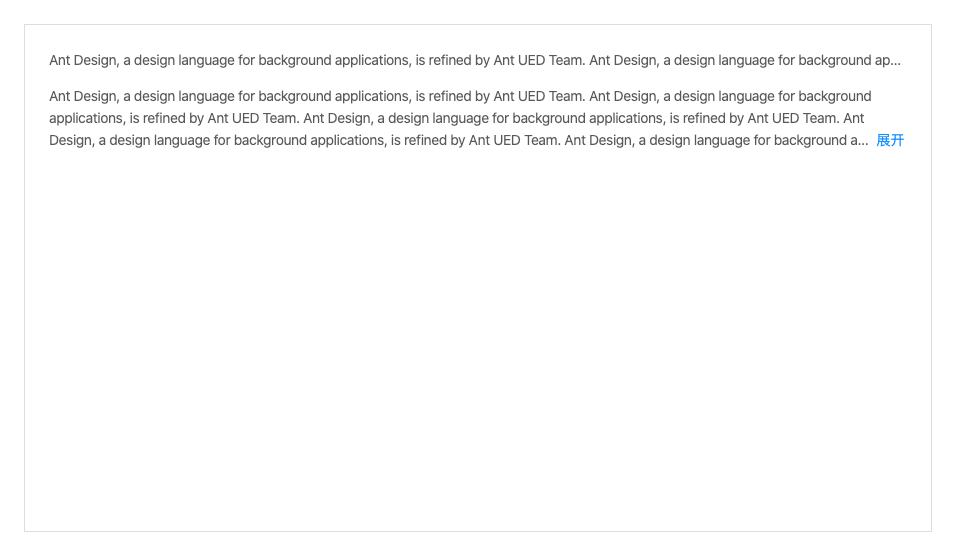 Ant Design, a design language for background applications, is refined by Ant UED Team. Ant Design, a design language for background ap...
Ant Design, a design language for background applications, is refined by Ant UED Team. Ant Design, a design language for background
applications, is refined by Ant UED Team. Ant Design, a design language for background applications, is refined by Ant UED Team. Ant
Design, a design language for background applications, is refined by Ant UED Team. Ant Design, a design language for background a... 展开